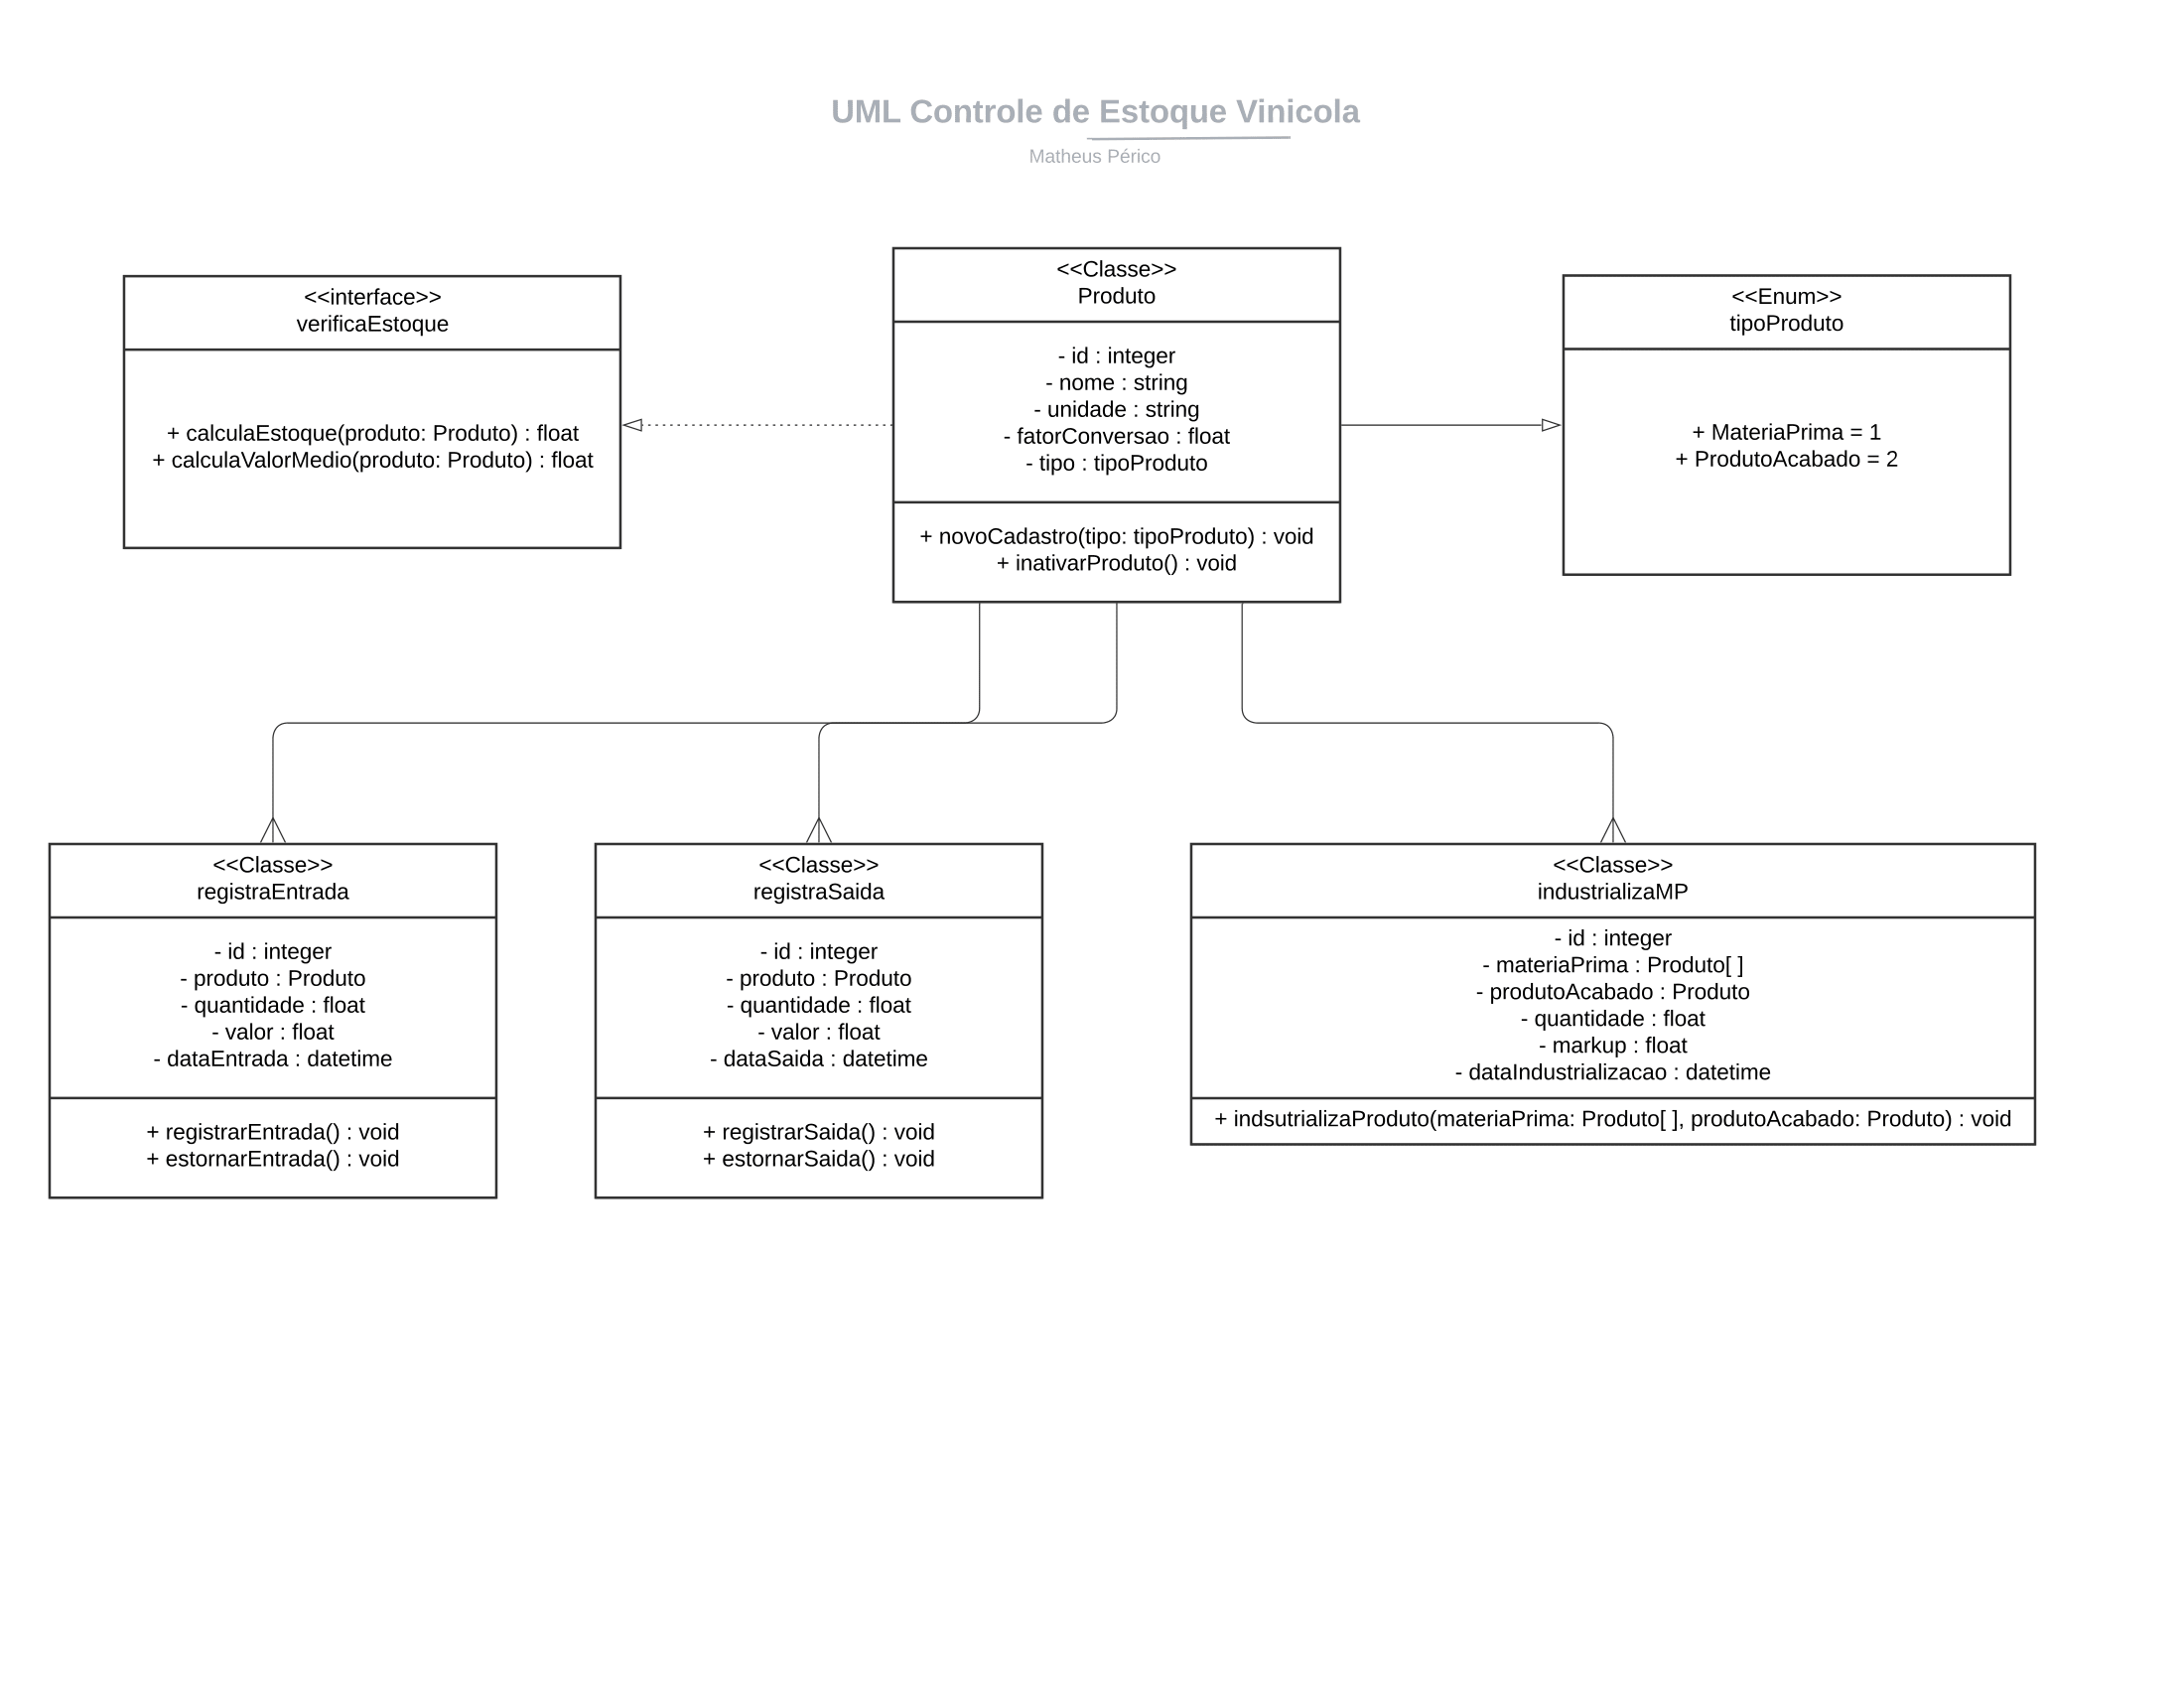 UML Controle de Estoque Vinicola
Matheus Périco
<<interface>>
verificaEstoque
+ calculaEstoque(produto: Produto) : float
+ calculaValorMedio(produto: Produto) : float
<<Classe>>
Produto
- id : integer
- nome : string
- unidade : string
- fatorConversao : float
- tipo : tipoProduto
+ novoCadastro(tipo: tipoProduto) : void
+ inativarProduto() : void
<<Enum>>
tipoProduto
+ MateriaPrima = 1
+ ProdutoAcabado = 2
<<Classe>>
registraEntrada
- id : integer
- produto : Produto
- quantidade : float
- valor : float
- dataEntrada : datetime
+ registrarEntrada() : void
+ estornarEntrada() : void
<<Classe>>
registraSaida
- id : integer
- produto : Produto
- quantidade : float
- valor : float
- dataSaida : datetime
+ registrarSaida() : void
+ estornarSaida() : void
<<Classe>>
industrializaMP
- id : integer
- materiaPrima : Produto[ ]
- produtoAcabado : Produto
- quantidade : float
- markup : float
- dataIndustrializacao : datetime
+ indsutrializaProduto(materiaPrima: Produto[ ], produtoAcabado: Produto) : void